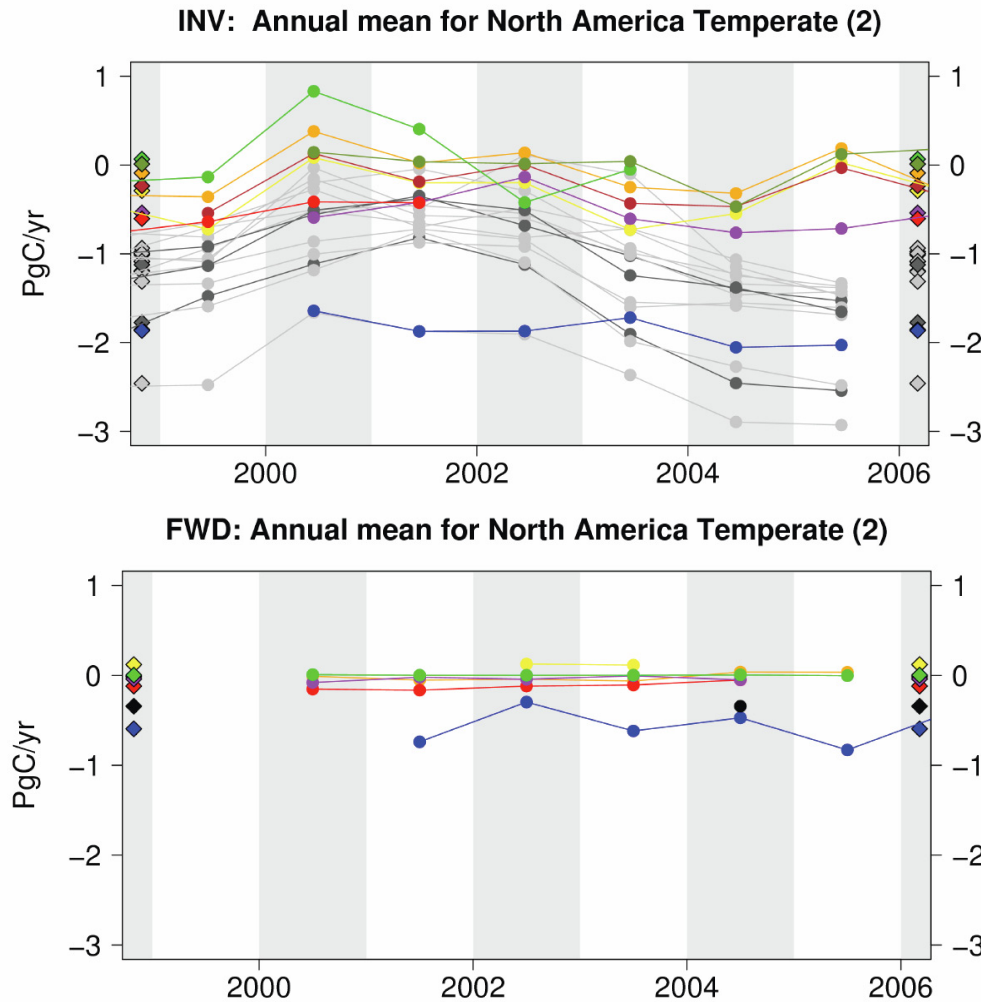 INV: Annual mean for North America Temperate (2)
1 1
0 0
−1 −1
−2 −2
−3 −3
PgC/yr
2000 2002 2004 2006
FWD: Annual mean for North America Temperate (2)
1 1
0 0
−1 −1
−2 −2
−3 −3
PgC/yr
2000 2002 2004 2006